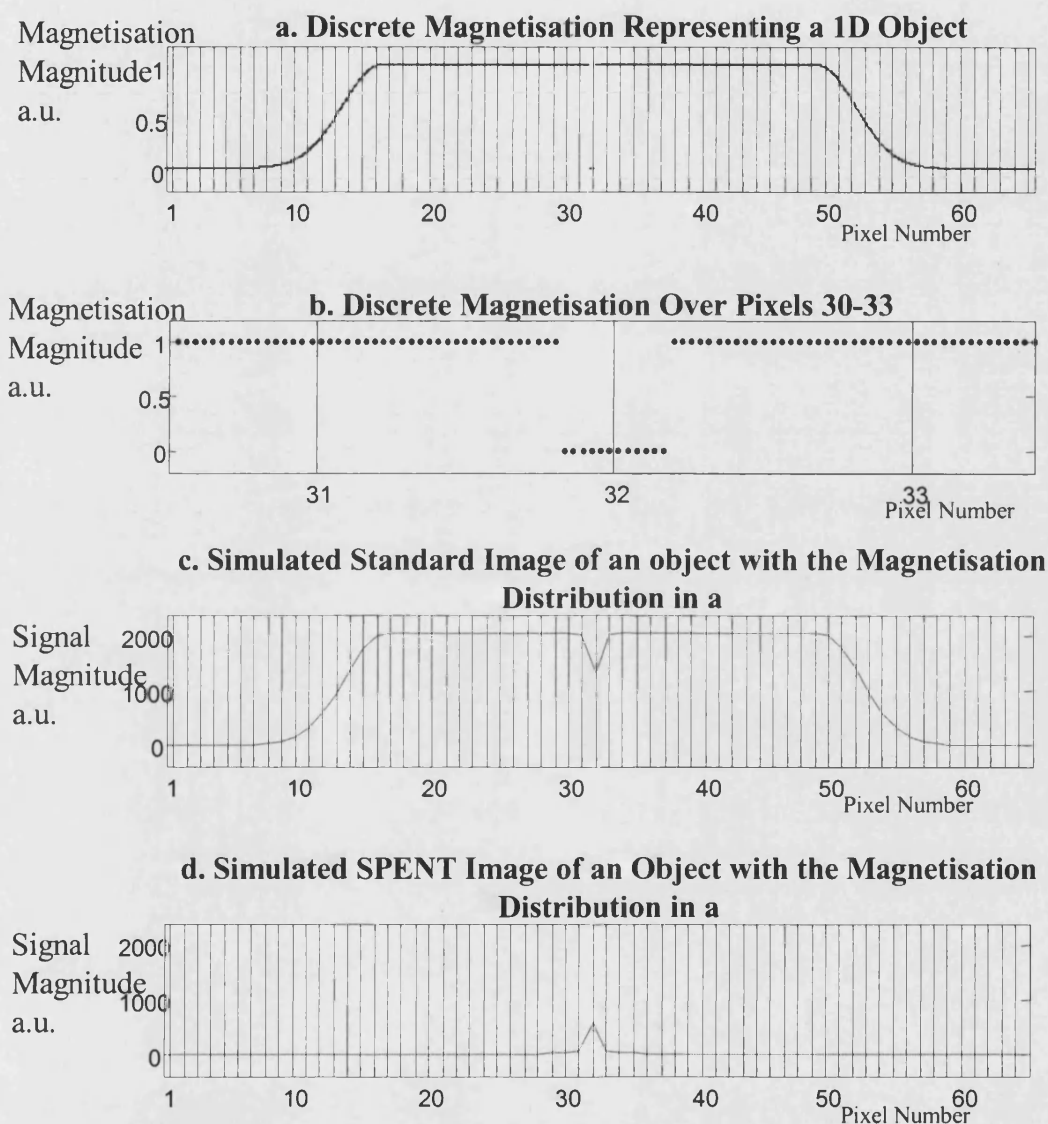 a. Discrete Magnetisation Representing a 1D Object
Magnetisation
Magnitude
a.u.
1
0.5
0
1 10 20 30 40 50 60
Pixel Number
b. Discrete Magnetisation Over Pixels 30-33
Magnetisation
Magnitude
a.u.
1
0.5
0
31 32 33
Pixel Number
c. Simulated Standard Image of an object with the Magnetisation
Distribution in a
Signal
Magnitude
a.u.
2000
1000
0
1 10 20 30 40 50 60
Pixel Number
d. Simulated SPENT Image of an Object with the Magnetisation
Distribution in a
Signal
Magnitude
a.u.
2000
1000
0
1 10 20 30 40 50 60
Pixel Number